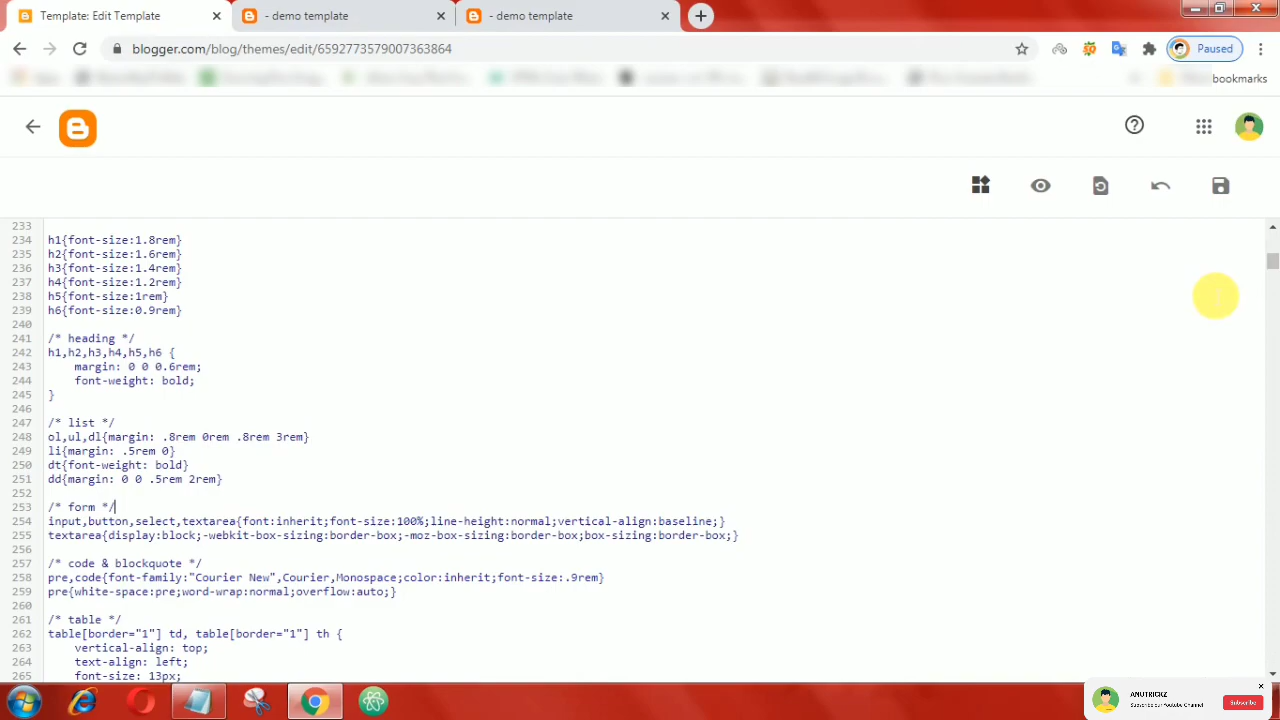 Template: Edit Template
- demo template
- demo template
blogger.com/blog/themes/edit/6592773579007363864
Paused
bookmarks
233
234 h1{font-size:1.8rem}
235 h2{font-size:1.6rem}
236 h3{font-size:1.4rem}
237 h4{font-size:1.2rem}
238 h5{font-size:1rem}
239 h6{font-size:0.9rem}
240
241 /* heading */
242 h1,h2,h3,h4,h5,h6 {
243 margin: 0 0 0.6rem;
244 font-weight: bold;
245 }
246
247 /* list */
248 ol,ul,dl{margin: .8rem 0rem .8rem 3rem}
249 li{margin: .5rem 0}
250 dt{font-weight: bold}
251 dd{margin: 0 0 .5rem 2rem}
252
253 /* form */
254 input,button,select,textarea{font:inherit;font-size:100%;line-height:normal;vertical-align:baseline;}
255 textarea{display:block;-webkit-box-sizing:border-box;-moz-box-sizing:border-box;box-sizing:border-box;}
256
257 /* code & blockquote */
258 pre,code{font-family:"Courier New",Courier,Monospace;color:inherit;font-size:.9rem}
259 pre{white-space:pre;word-wrap:normal;overflow:auto;}
260
261 /* table */
262 table[border="1"] td, table[border="1"] th {
263 vertical-align: top;
264 text-align: left;
265 font-size: 13px;
ANUTRICKZ
Subscribe our Youtube Channel
Subscribe